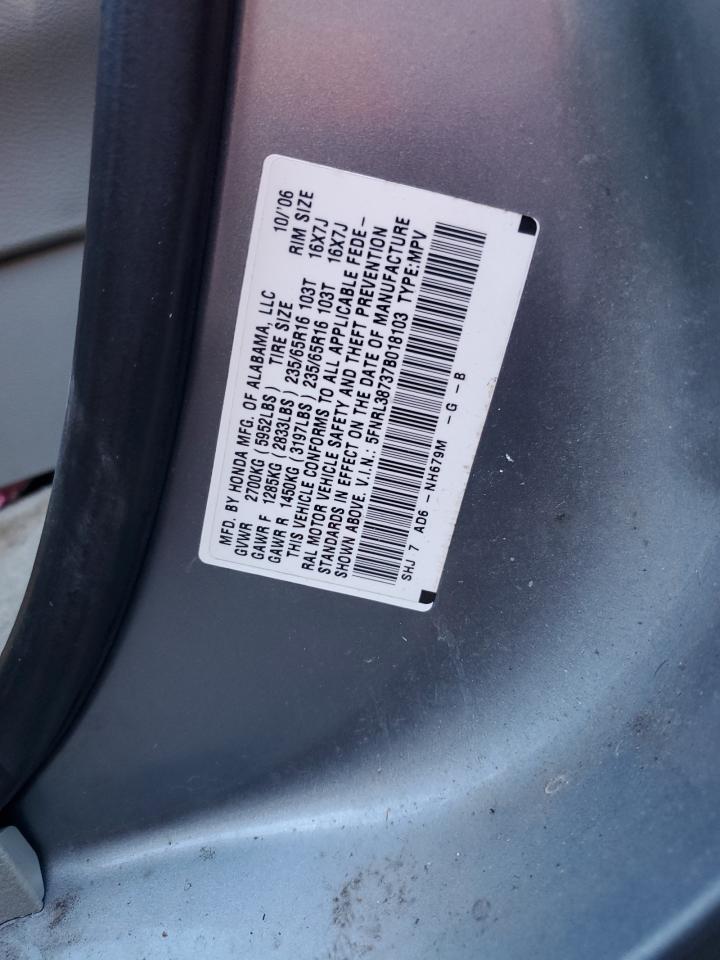 MFD. BY HONDA MFG. OF ALABAMA, LLC 10/'06
GVWR 2700KG (5952LBS) TIRE SIZE RIM SIZE
GAWR F 1285KG (2833LBS) 235/65R16 103T 16X7J
GAWR R 1450KG (3197LBS) 235/65R16 103T 16X7J
THIS VEHICLE CONFORMS TO ALL APPLICABLE FEDE-
RAL MOTOR VEHICLE SAFETY AND THEFT PREVENTION
STANDARDS IN EFFECT ON THE DATE OF MANUFACTURE
SHOWN ABOVE. V.I.N.: 5FNRL38737B018103 TYPE:MPV
SHJ 7 AD6 - NH679M - G - B